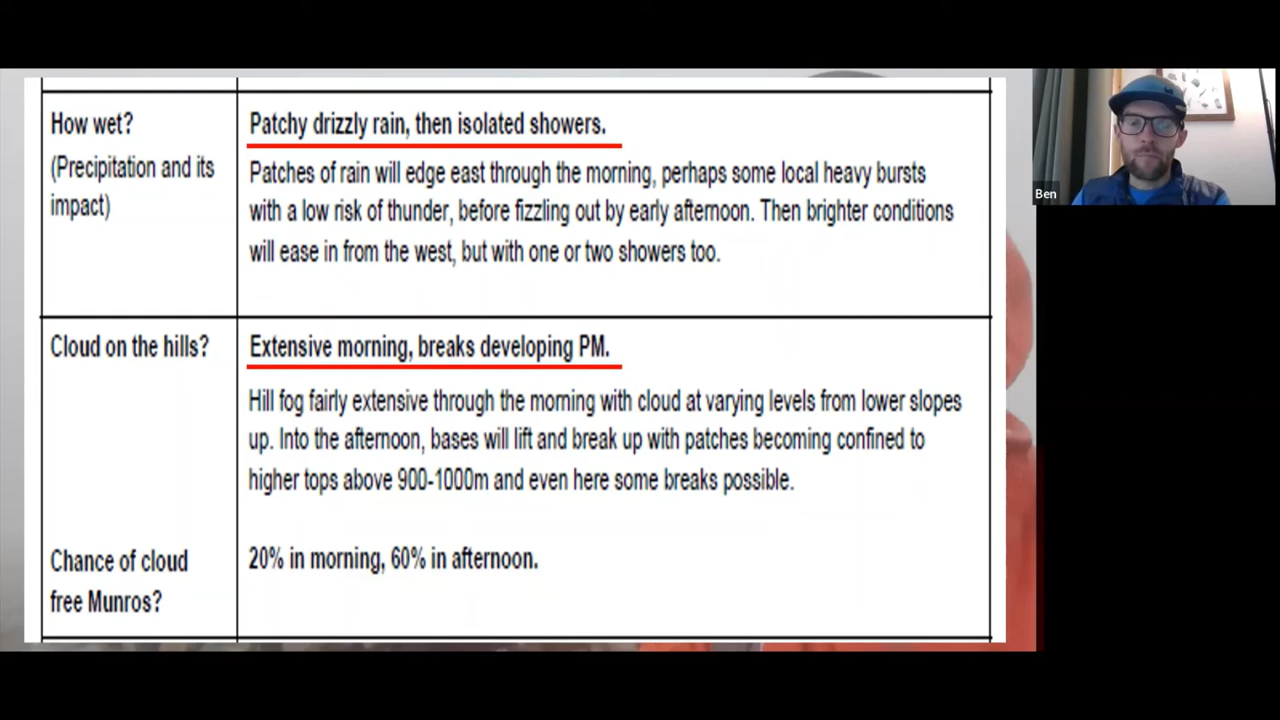 How wet?
(Precipitation and its
impact)
Patchy drizzly rain, then isolated showers.
Patches of rain will edge east through the morning, perhaps some local heavy bursts
with a low risk of thunder, before fizzling out by early afternoon. Then brighter conditions
will ease in from the west, but with one or two showers too.
Cloud on the hills?
Extensive morning, breaks developing PM.
Hill fog fairly extensive through the morning with cloud at varying levels from lower slopes
up. Into the afternoon, bases will lift and break up with patches becoming confined to
higher tops above 900-1000m and even here some breaks possible.
Chance of cloud
free Munros?
20% in morning, 60% in afternoon.
Ben